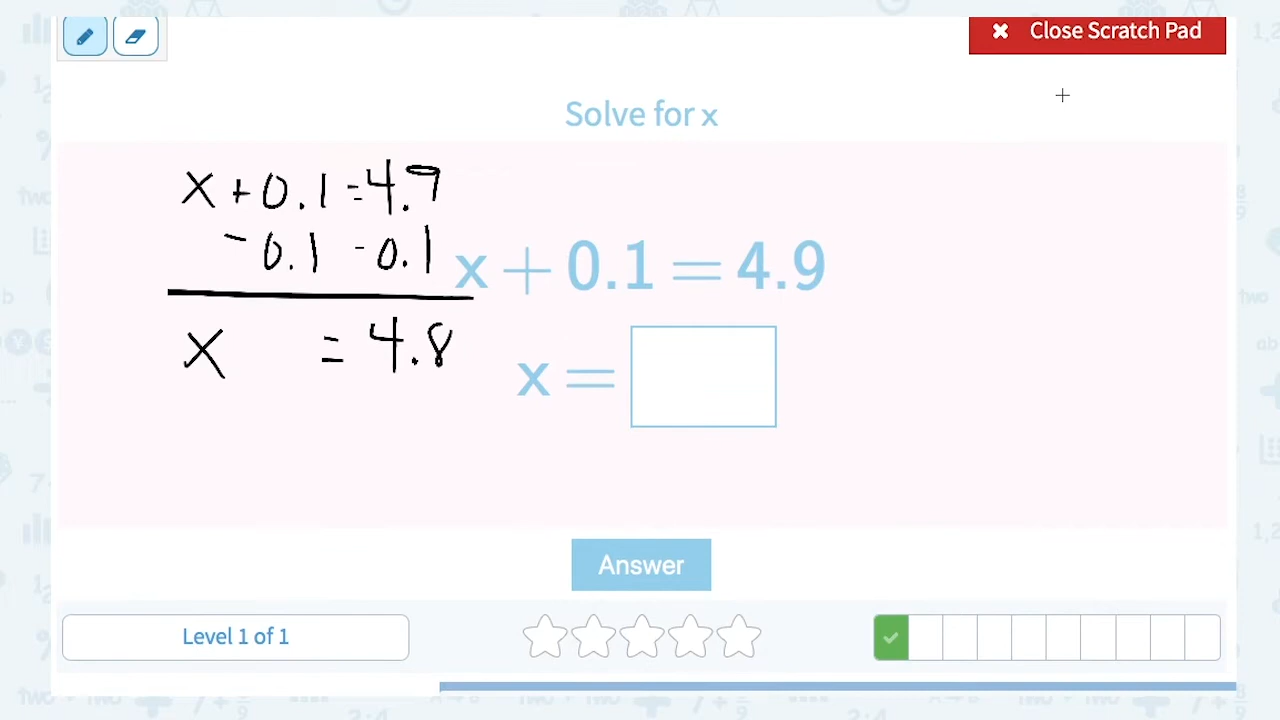 ✖ Close Scratch Pad
Solve for x
x + 0.1 = 4.9
- 0.1 - 0.1
x = 4.8
x + 0.1 = 4.9
x =
Answer
Level 1 of 1